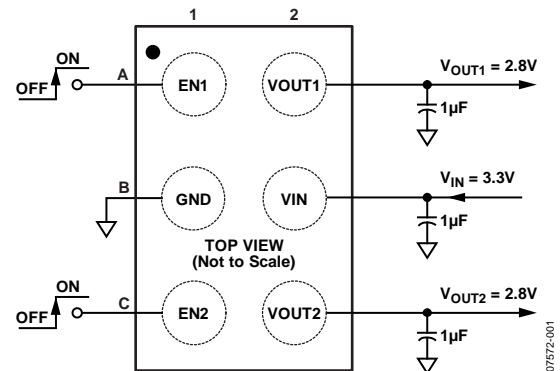 1 2
ON
OFF
A
EN1
VOUT1
VOUT1 = 2.8V
1µF
B
GND
VIN
VIN = 3.3V
1µF
TOP VIEW
(Not to Scale)
ON
OFF
C
EN2
VOUT2
VOUT2 = 2.8V
1µF
07572-001